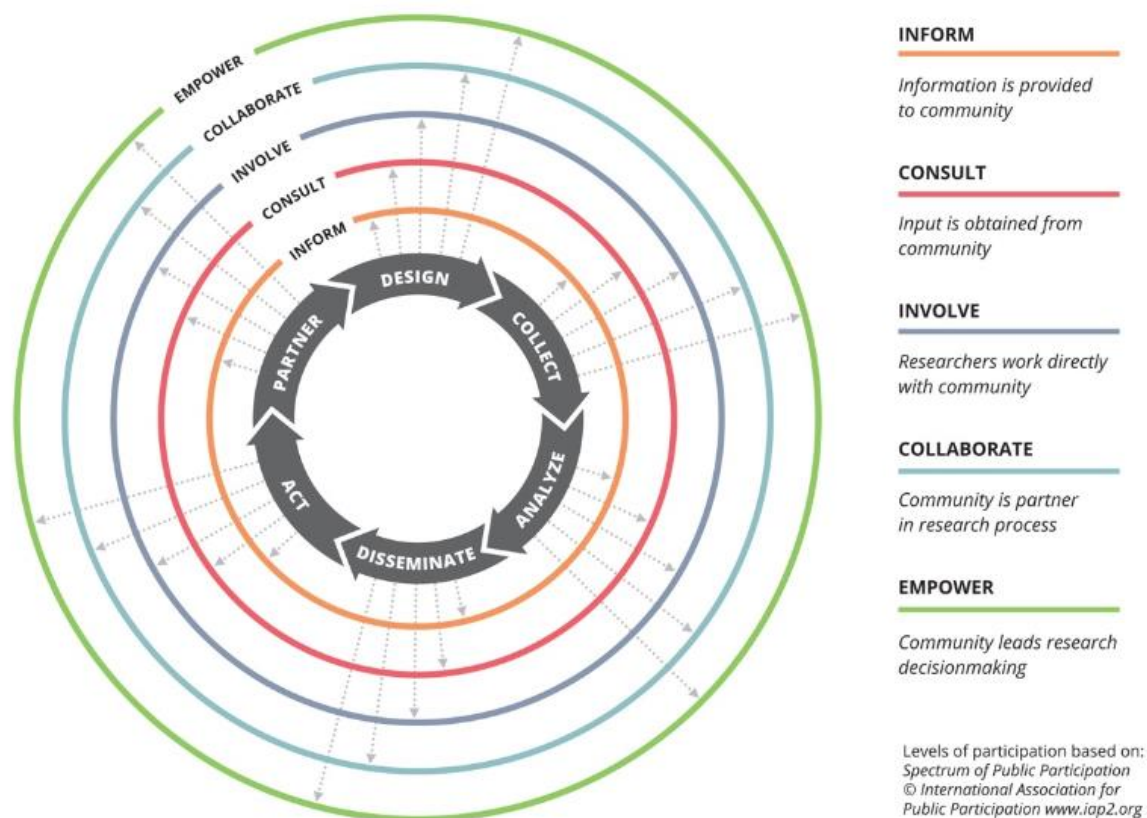 EMPOWER
COLLABORATE
INVOLVE
CONSULT
INFORM
DESIGN
COLLECT
ANALYZE
DISSEMINATE
ACT
PARTNER
INFORM
Information is provided
to community
CONSULT
Input is obtained from
community
INVOLVE
Researchers work directly
with community
COLLABORATE
Community is partner
in research process
EMPOWER
Community leads research
decisionmaking
Levels of participation based on:
Spectrum of Public Participation
© International Association for
Public Participation www.iap2.org